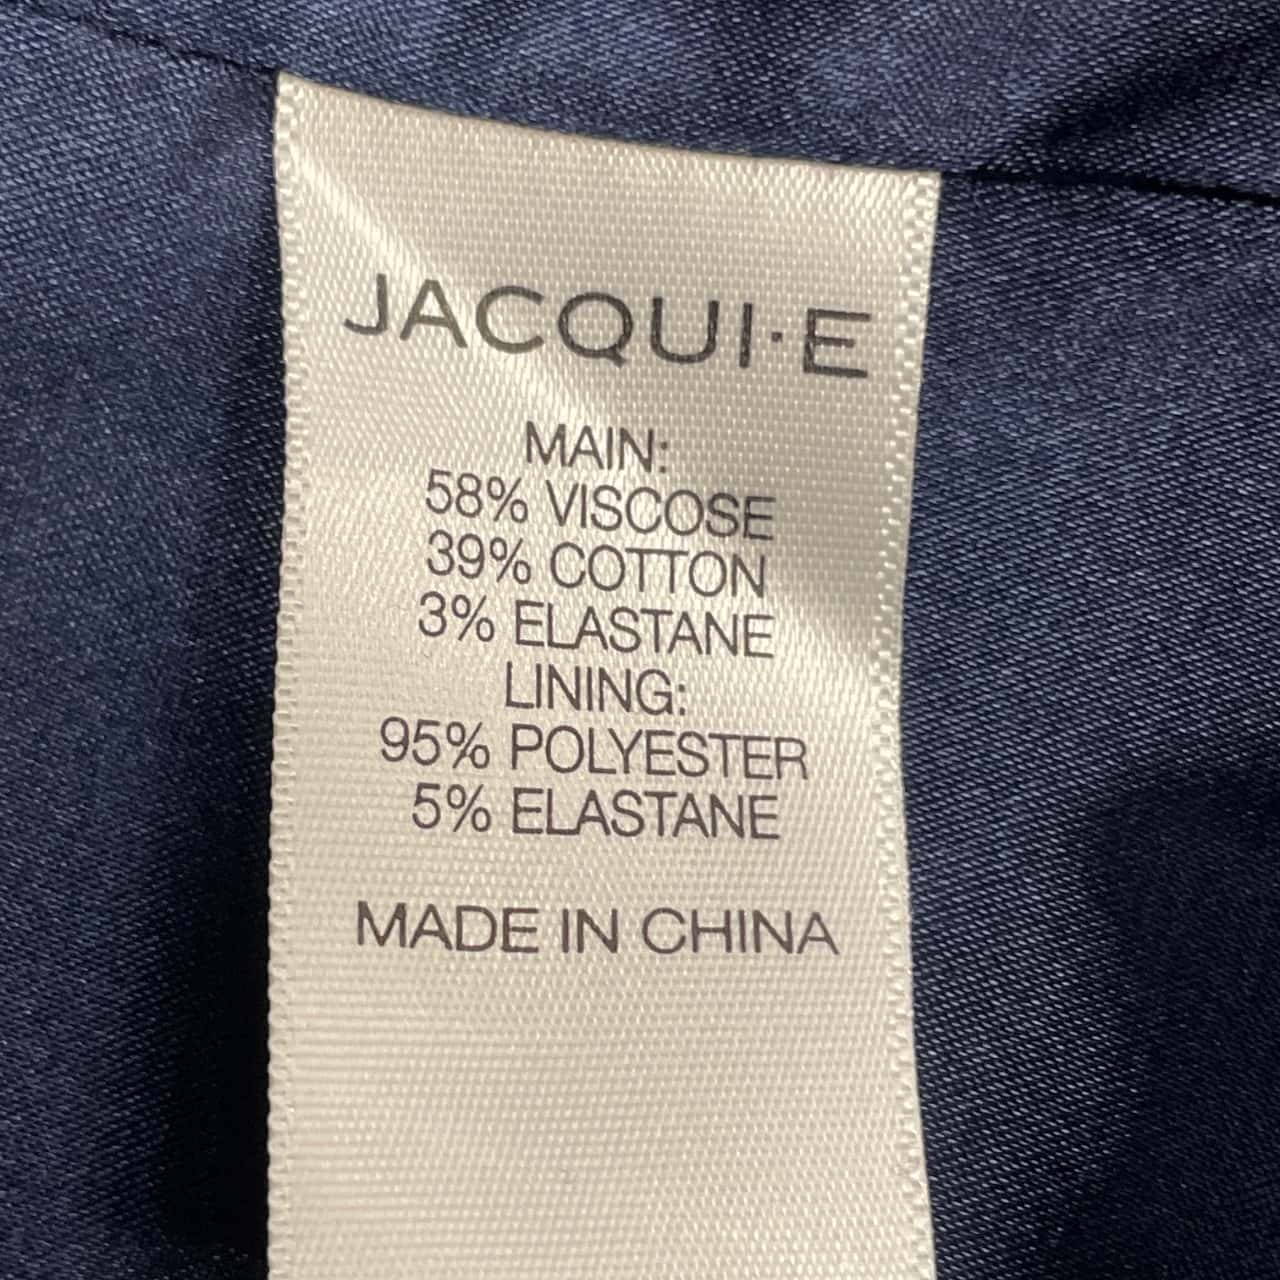 JACQUI·E
MAIN:
58% VISCOSE
39% COTTON
3% ELASTANE
LINING:
95% POLYESTER
5% ELASTANE
MADE IN CHINA